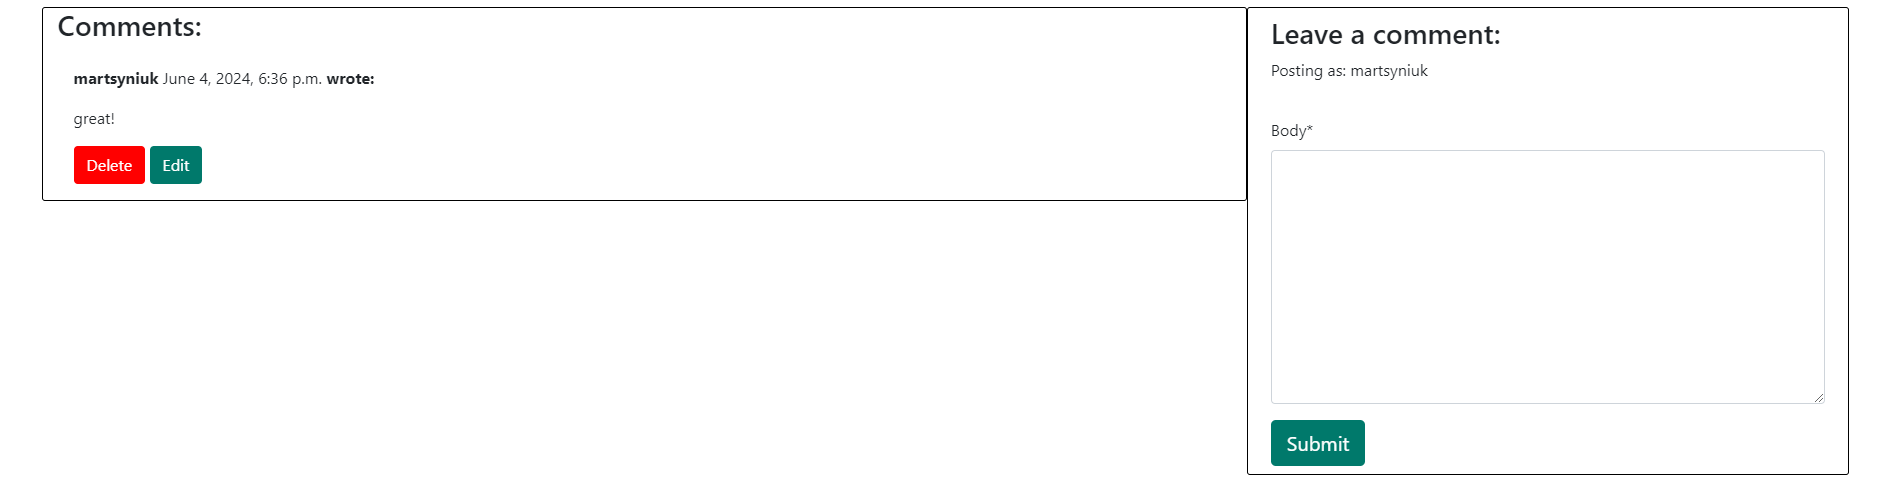 Comments:
martsyniuk June 4, 2024, 6:36 p.m. wrote:
great!
Delete Edit
Leave a comment:
Posting as: martsyniuk
Body*
Submit